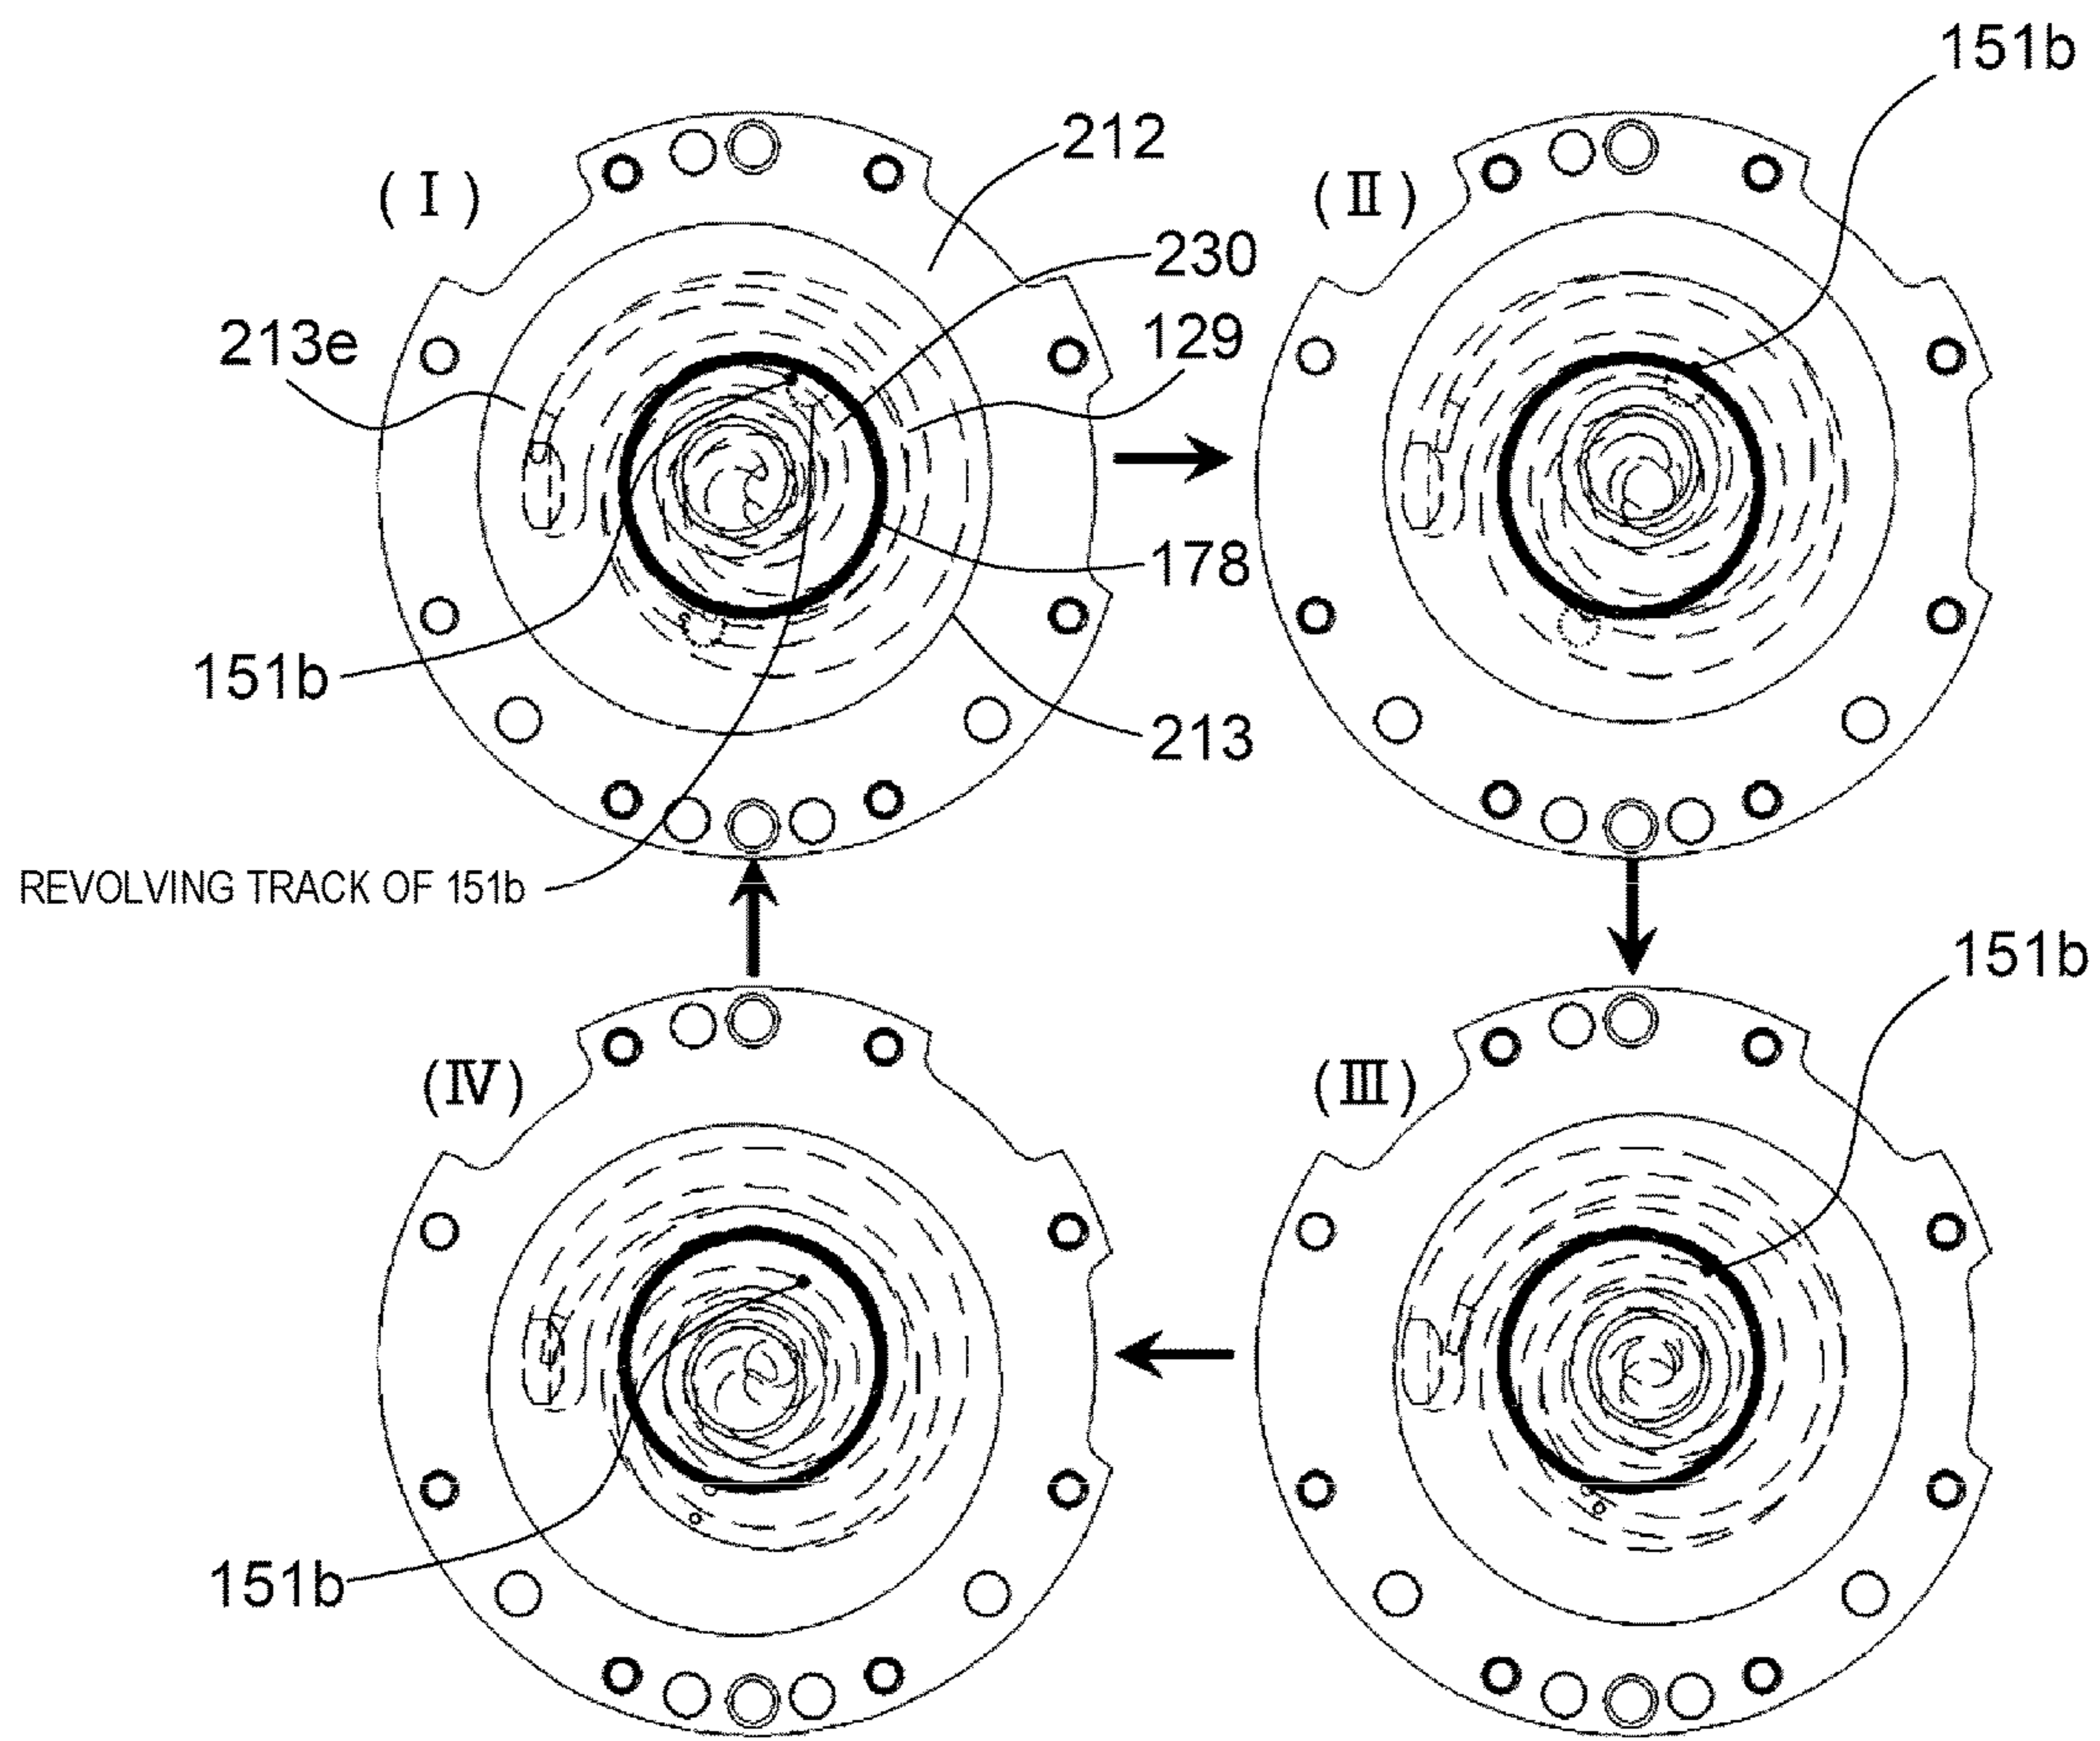 151b
212
(I)
(II)
230
129
213e
178
151b
213
REVOLVING TRACK OF 151b
151b
(IV)
(III)
151b